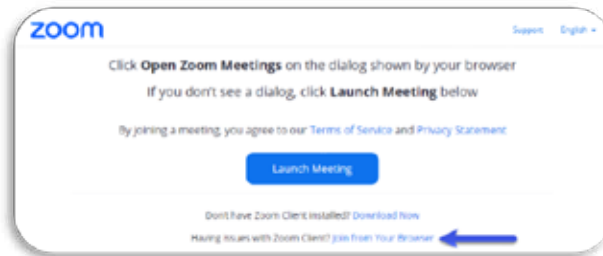 zoom
Support English
Click Open Zoom Meetings on the dialog shown by your browser
If you don't see a dialog, click Launch Meeting below
By joining a meeting, you agree to our Terms of Service and Privacy Statement
Launch Meeting
Don't have Zoom Client installed? Download Now
Having issues with Zoom Client? Join from Your Browser